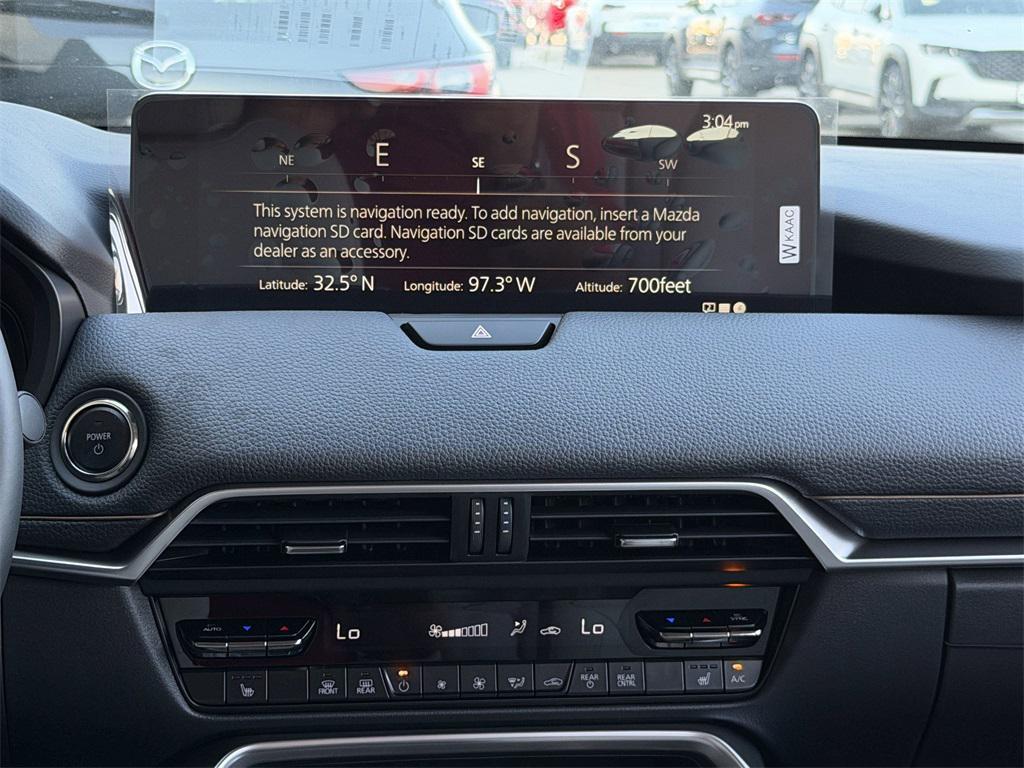 3:04 pm
NE E SE S SW
This system is navigation ready. To add navigation, insert a Mazda
navigation SD card. Navigation SD cards are available from your
dealer as an accessory.
Latitude: 32.5° N Longitude: 97.3° W Altitude: 700feet
WKAAC
POWER
AUTO
Lo
Lo
SYNC
FRONT
REAR
REAR
REAR
CNTRL
A/C